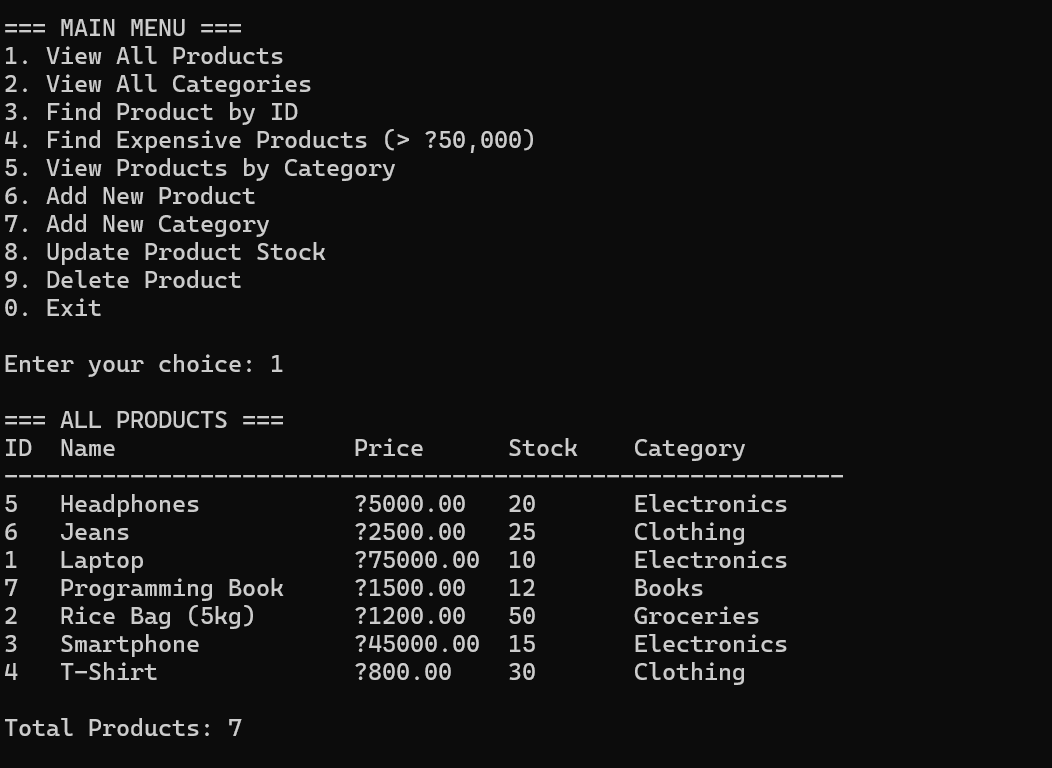 === MAIN MENU ===
1. View All Products
2. View All Categories
3. Find Product by ID
4. Find Expensive Products (> ?50,000)
5. View Products by Category
6. Add New Product
7. Add New Category
8. Update Product Stock
9. Delete Product
0. Exit
Enter your choice: 1
=== ALL PRODUCTS ===
ID  Name                 Price      Stock    Category
------------------------------------------------------------
5   Headphones           ?5000.00   20       Electronics
6   Jeans                ?2500.00   25       Clothing
1   Laptop               ?75000.00  10       Electronics
7   Programming Book     ?1500.00   12       Books
2   Rice Bag (5kg)       ?1200.00   50       Groceries
3   Smartphone           ?45000.00  15       Electronics
4   T-Shirt              ?800.00    30       Clothing
Total Products: 7